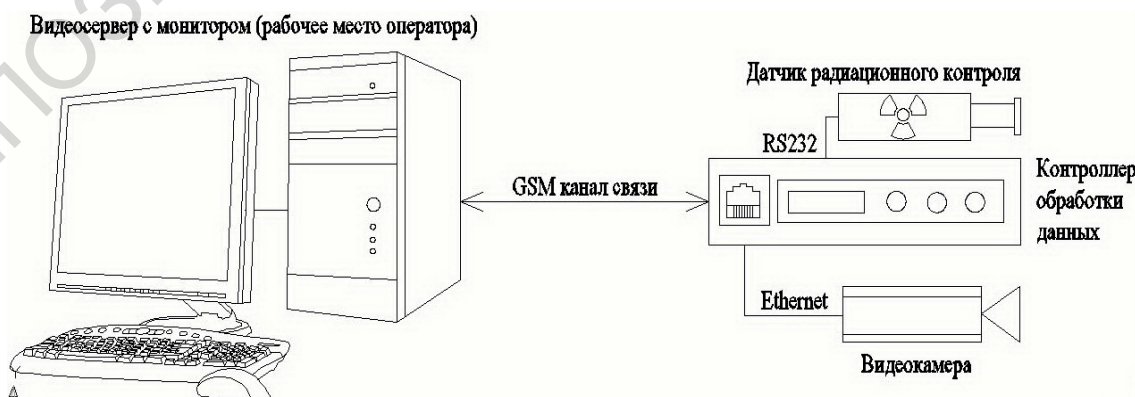 Видеосервер с монитором (рабочее место оператора)
Датчик радиационного контроля
RS232
GSM канал связи
Контроллер
обработки
данных
Ethernet
Видеокамера